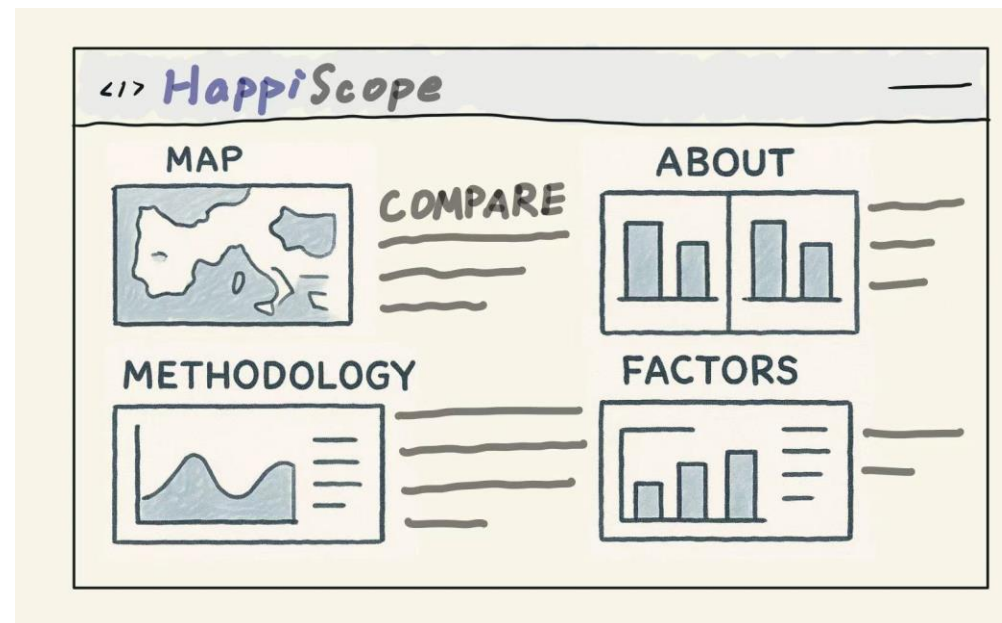 </> HappiScope
MAP
COMPARE
ABOUT
METHODOLOGY
FACTORS